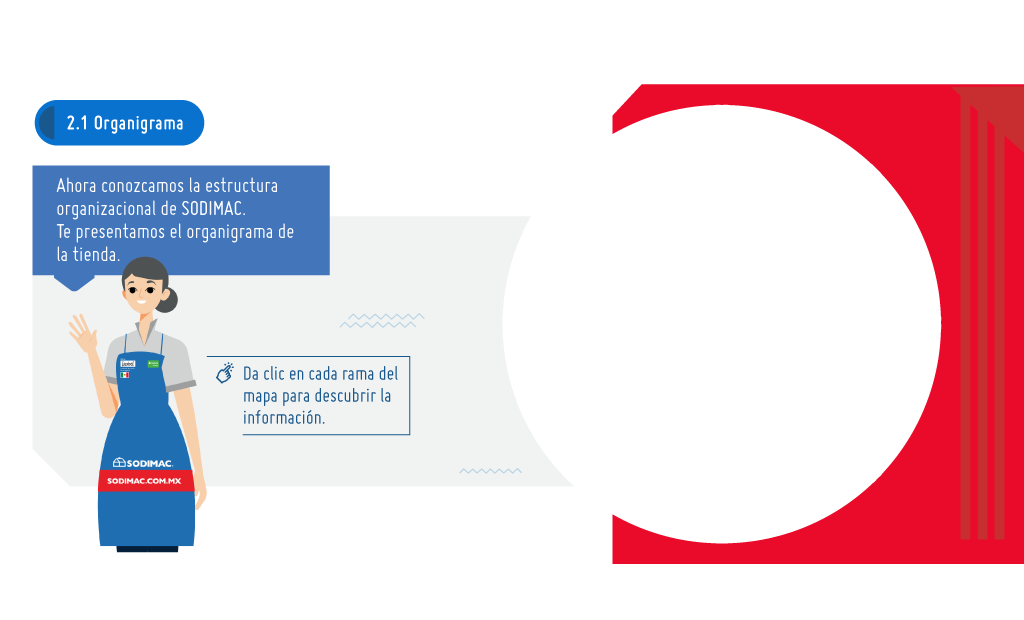 2.1 Organigrama
Ahora conozcamos la estructura
organizacional de SODIMAC.
Te presentamos el organigrama de
la tienda.
Da clic en cada rama del
mapa para descubrir la
información.
SODIMAC.
SODIMAC.COM.MX